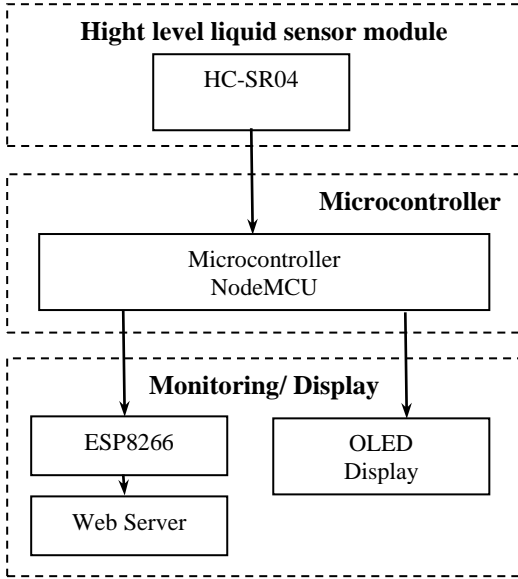 Hight level liquid sensor module
HC-SR04
Microcontroller
Microcontroller
NodeMCU
Monitoring/ Display
ESP8266
OLED
Display
Web Server